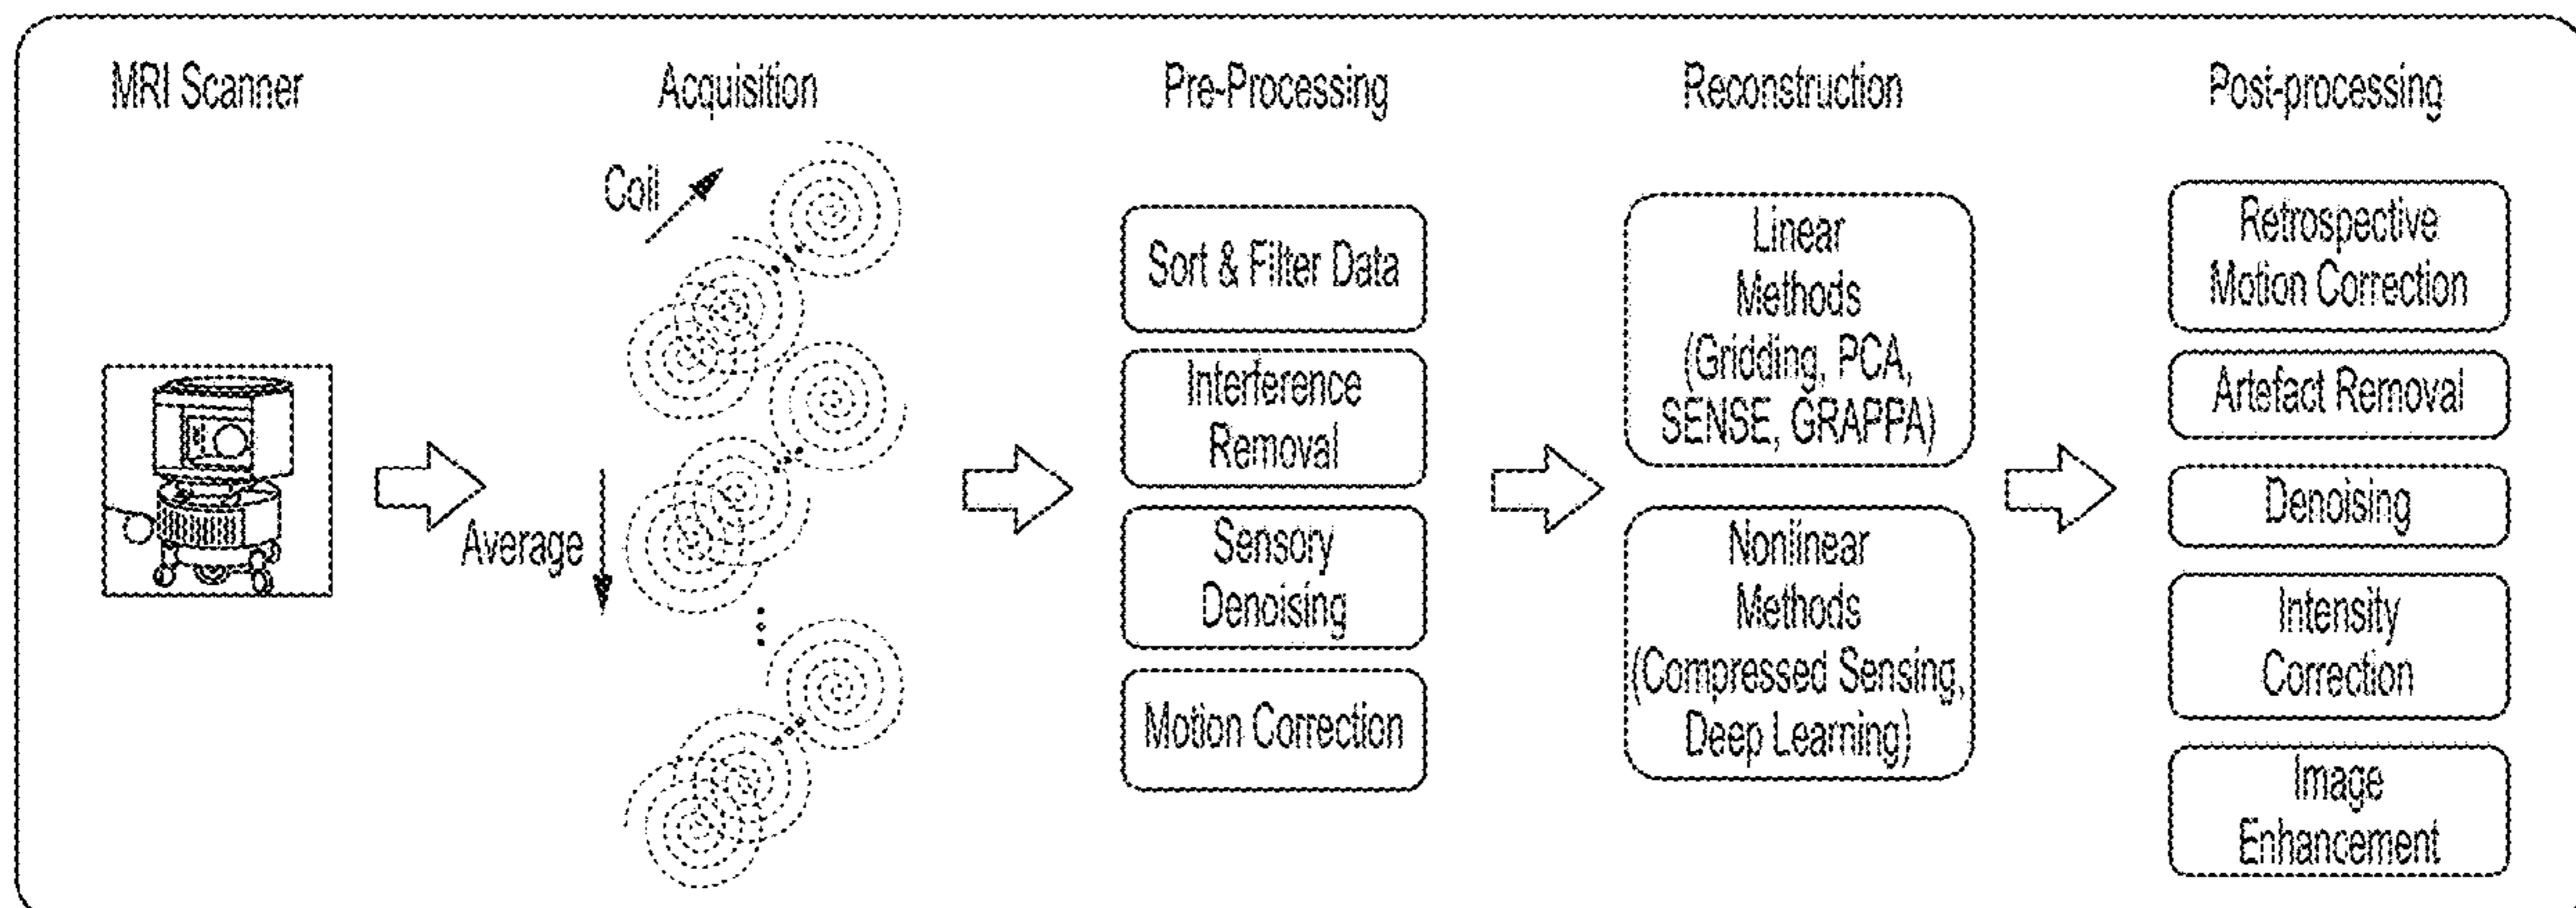 MRI Scanner
Acquisition
Pre-Processing
Reconstruction
Post-processing
Coil
Average
Sort & Filter Data
Interference
Removal
Sensory
Denoising
Motion Correction
Linear
Methods
(Gridding, PCA,
SENSE, GRAPPA)
Nonlinear
Methods
(Compressed Sensing,
Deep Learning)
Retrospective
Motion Correction
Artefact Removal
Denoising
Intensity
Correction
Image
Enhancement